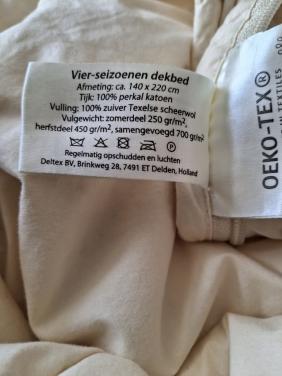 Vier-seizoenen dekbed
Afmeting: ca. 140 x 220 cm
Tijk: 100% perkal katoen
Vulling: 100% zuiver Texelse scheerwol
Vulgewicht: zomerdeel 250 gr/m²,
herfstdeel 450 gr/m², samengevoegd 700 gr/m²
P
Regelmatig opschudden en luchten
Deltex BV, Brinkweg 28, 7491 ET Delden, Holland
OEKO-TEX®
TEXTILES